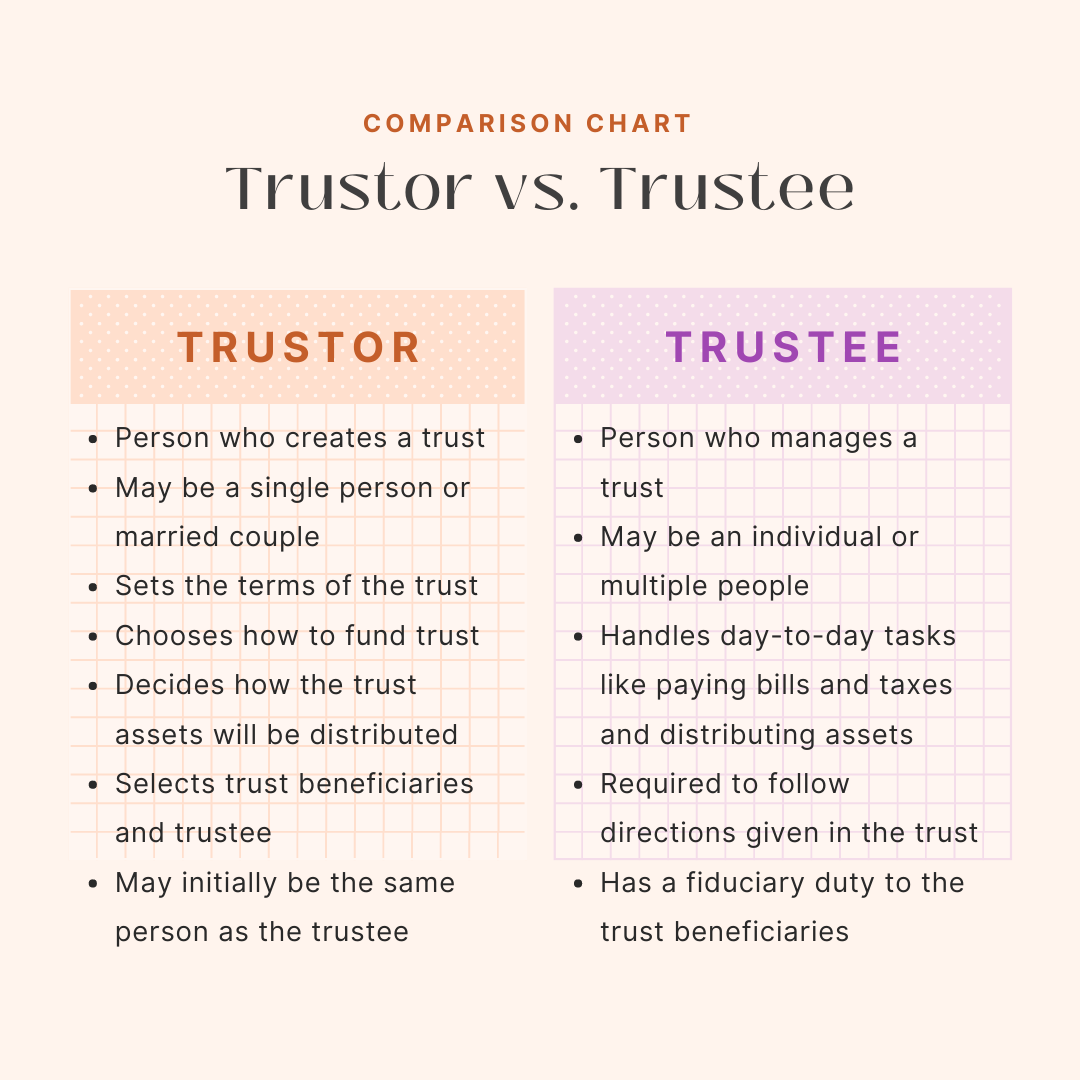 COMPARISON CHART
Trustor vs. Trustee
TRUSTOR
• Person who creates a trust
• May be a single person or
married couple
• Sets the terms of the trust
• Chooses how to fund trust
• Decides how the trust
assets will be distributed
• Selects trust beneficiaries
and trustee
• May initially be the same
person as the trustee
TRUSTEE
• Person who manages a
trust
• May be an individual or
multiple people
• Handles day-to-day tasks
like paying bills and taxes
and distributing assets
• Required to follow
directions given in the trust
• Has a fiduciary duty to the
trust beneficiaries